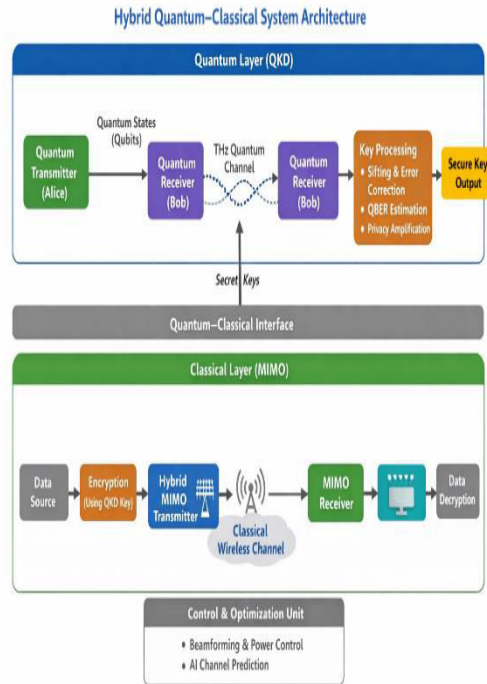 Hybrid Quantum–Classical System Architecture
Quantum Layer (QKD)
Quantum
Transmitter
(Alice)
Quantum States
(Qubits)
Quantum
Receiver
(Bob)
THz Quantum
Channel
Quantum
Receiver
(Bob)
Key Processing
• Sifting & Error
Correction
• QBER Estimation
• Privacy Amplification
Secure Key
Output
Secret Keys
Quantum–Classical Interface
Classical Layer (MIMO)
Data
Source
Encryption
(Using QKD Key)
Hybrid
MIMO
Transmitter
Classical
Wireless Channel
MIMO
Receiver
Data
Decryption
Control & Optimization Unit
• Beamforming & Power Control
• AI Channel Prediction